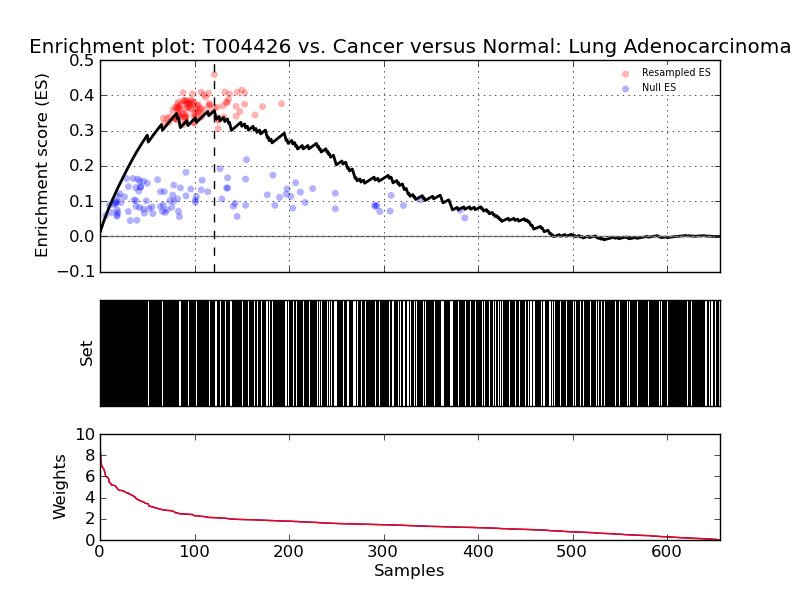 Enrichment plot: T004426 vs. Cancer versus Normal: Lung Adenocarcinoma
Enrichment score (ES)
0.5
0.4
0.3
0.2
0.1
0.0
−0.1
Resampled ES
Null ES
Set
Weights
10
8
6
4
2
0
0 100 200 300 400 500 600
Samples